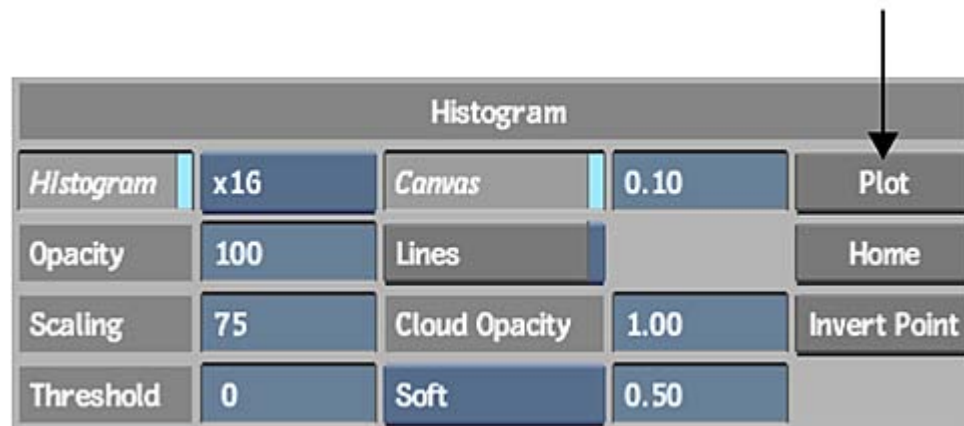 Histogram
Histogram x16 Canvas 0.10 Plot
Opacity 100 Lines Home
Scaling 75 Cloud Opacity 1.00 Invert Point
Threshold 0 Soft 0.50